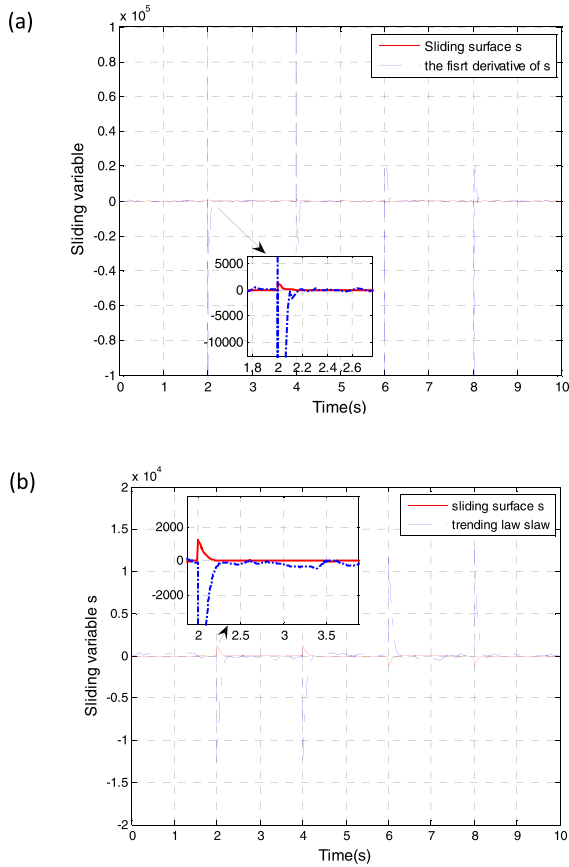 (a)
x 10^5
Sliding surface s
the fisrt derivative of s
1
0.8
0.6
0.4
0.2
0
-0.2
-0.4
-0.6
-0.8
-1
Sliding variable
5000
0
-5000
-10000
1.8 2 2.2 2.4 2.6
0 1 2 3 4 5 6 7 8 9 10
Time(s)
(b)
x 10^4
sliding surface s
trending law slaw
2
1.5
1
0.5
0
-0.5
-1
-1.5
-2
Sliding variable s
2000
0
-2000
2 2.5 3 3.5
0 1 2 3 4 5 6 7 8 9 10
Time(s)